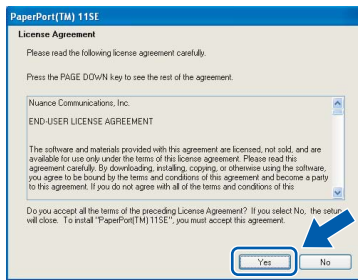 PaperPort(TM) 11SE
License Agreement
Please read the following license agreement carefully.
Press the PAGE DOWN key to see the rest of the agreement.
Nuance Communications, Inc.
END-USER LICENSE AGREEMENT
The software and materials provided with this agreement are licensed, not sold, and are
available for use only under the terms of this license agreement. Please read this
agreement carefully. By downloading, installing, copying, or otherwise using the software,
you agree to be bound by the terms and conditions of this agreement and become a party
to this agreement. If you do not agree with all of the terms and conditions of this
Do you accept all the terms of the preceding License Agreement? If you select No, the setup
will close. To install "PaperPort(TM) 11SE", you must accept this agreement.
Yes
No